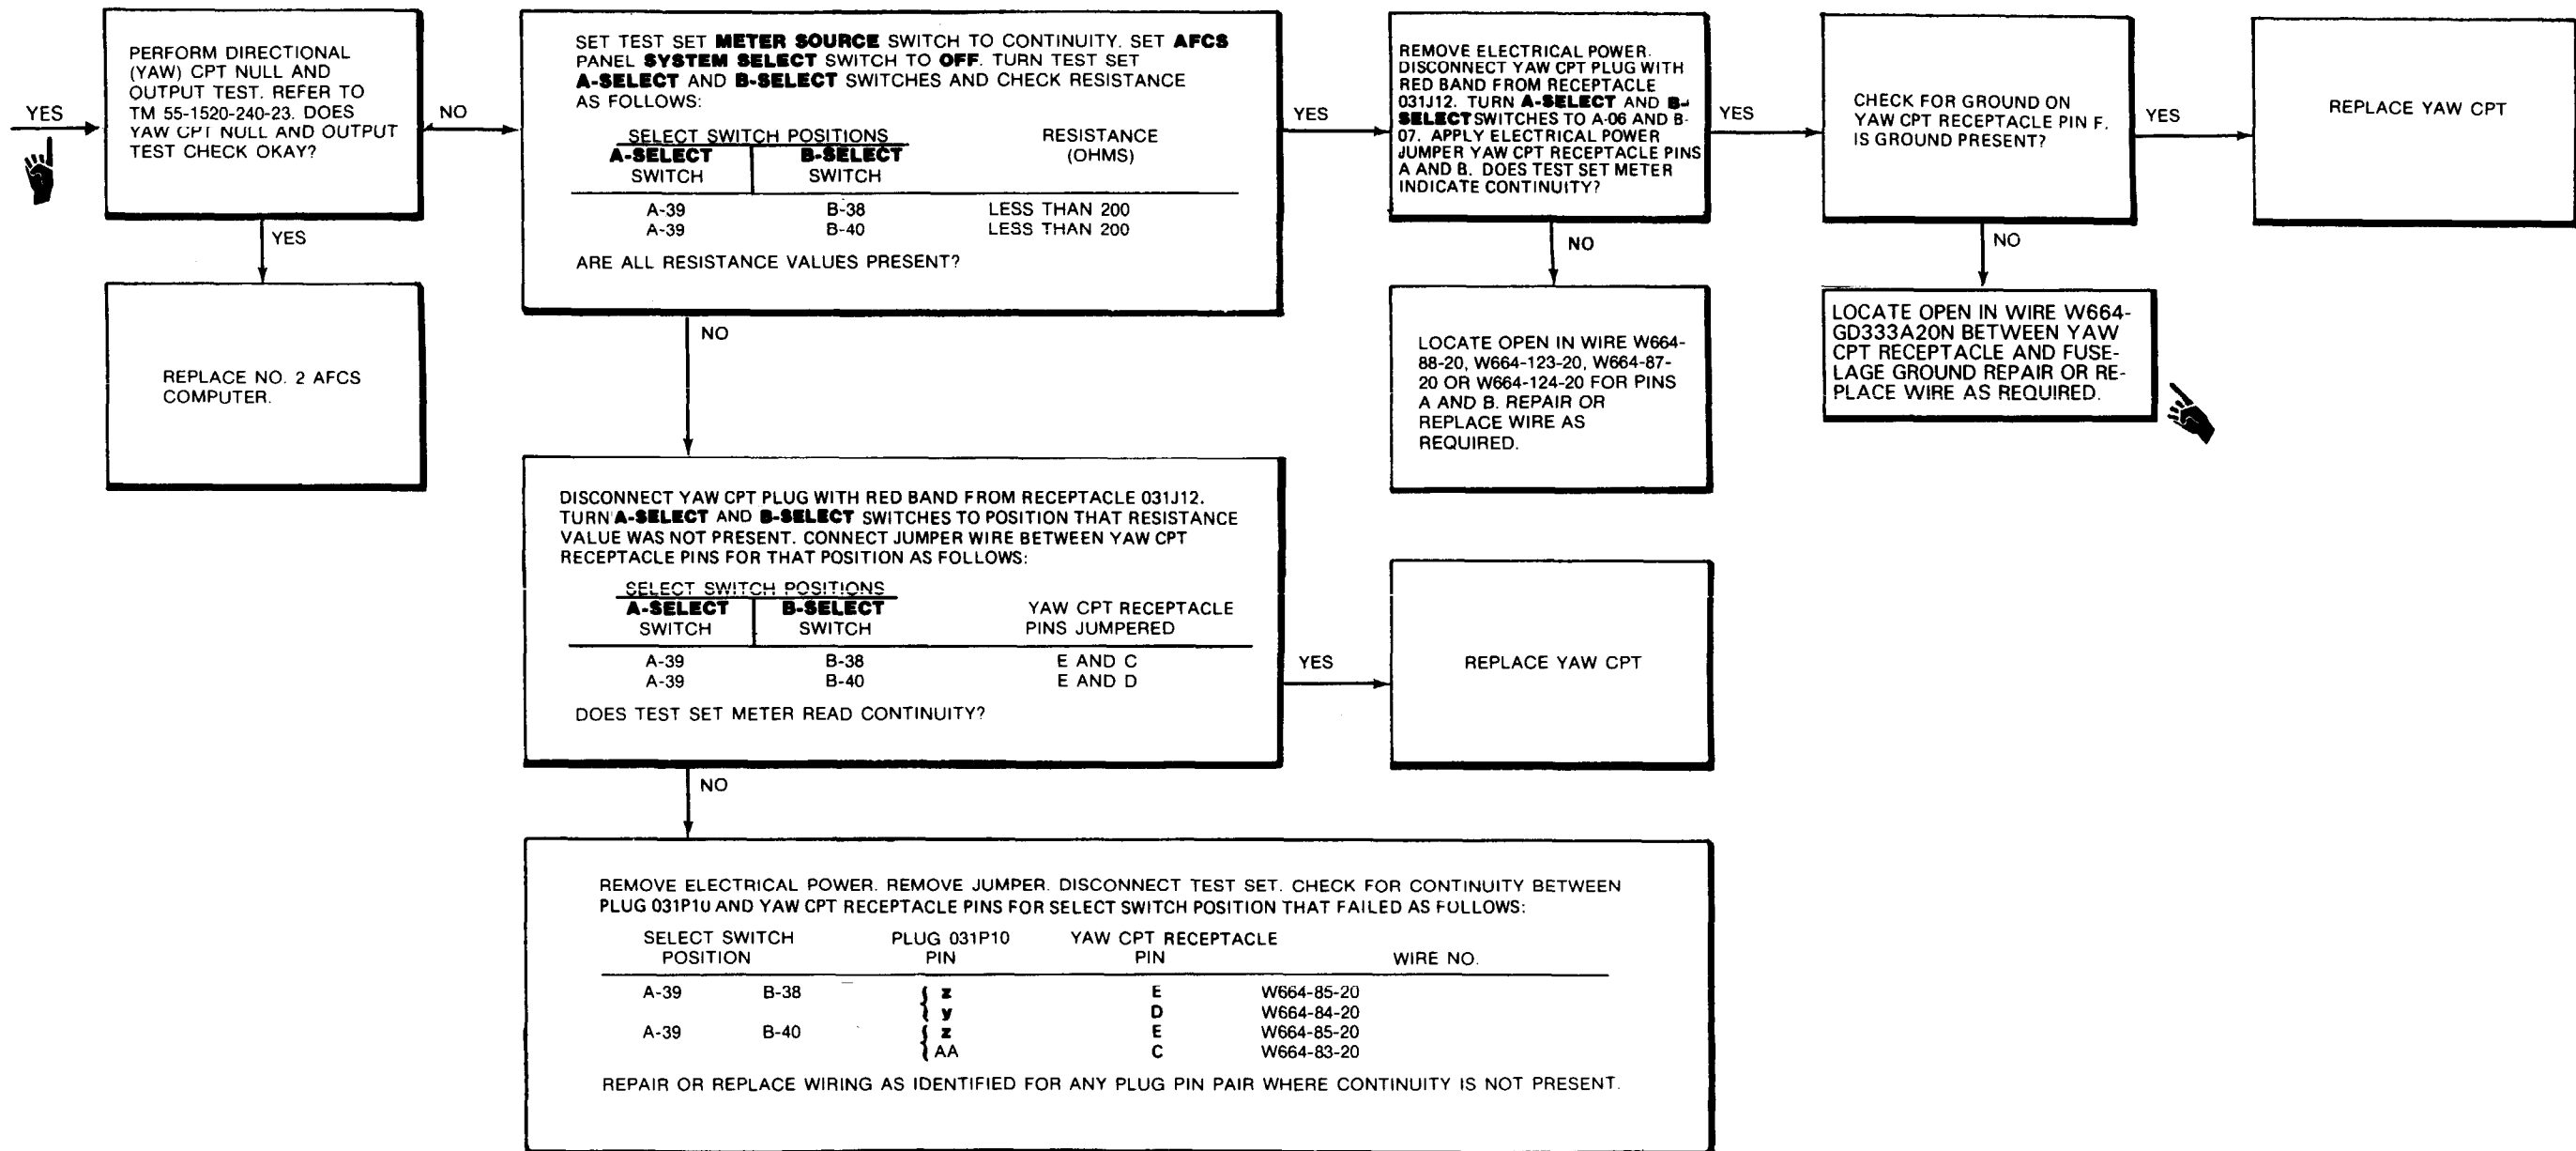 YES
PERFORM DIRECTIONAL
(YAW) CPT NULL AND
OUTPUT TEST. REFER TO
TM 55-1520-240-23. DOES
YAW CPT NULL AND OUTPUT
TEST CHECK OKAY?
NO
YES
REPLACE NO. 2 AFCS
COMPUTER.
SET TEST SET METER SOURCE SWITCH TO CONTINUITY. SET AFCS
PANEL SYSTEM SELECT SWITCH TO OFF. TURN TEST SET
A-SELECT AND B-SELECT SWITCHES AND CHECK RESISTANCE
AS FOLLOWS:
SELECT SWITCH POSITIONS RESISTANCE
A-SELECT B-SELECT (OHMS)
SWITCH SWITCH
A-39 B-38 LESS THAN 200
A-39 B-40 LESS THAN 200
ARE ALL RESISTANCE VALUES PRESENT?
YES
NO
REMOVE ELECTRICAL POWER.
DISCONNECT YAW CPT PLUG WITH
RED BAND FROM RECEPTACLE
031J12. TURN A-SELECT AND B-
SELECT SWITCHES TO A-06 AND B-
07. APPLY ELECTRICAL POWER
JUMPER YAW CPT RECEPTACLE PINS
A AND B. DOES TEST SET METER
INDICATE CONTINUITY?
YES
NO
LOCATE OPEN IN WIRE W664-
88-20, W664-123-20, W664-87-
20 OR W664-124-20 FOR PINS
A AND B. REPAIR OR
REPLACE WIRE AS
REQUIRED.
CHECK FOR GROUND ON
YAW CPT RECEPTACLE PIN F.
IS GROUND PRESENT?
YES
NO
REPLACE YAW CPT
LOCATE OPEN IN WIRE W664-
GD333A20N BETWEEN YAW
CPT RECEPTACLE AND FUSE-
LAGE GROUND REPAIR OR RE-
PLACE WIRE AS REQUIRED.
DISCONNECT YAW CPT PLUG WITH RED BAND FROM RECEPTACLE 031J12.
TURN A-SELECT AND B-SELECT SWITCHES TO POSITION THAT RESISTANCE
VALUE WAS NOT PRESENT. CONNECT JUMPER WIRE BETWEEN YAW CPT
RECEPTACLE PINS FOR THAT POSITION AS FOLLOWS:
SELECT SWITCH POSITIONS
A-SELECT B-SELECT YAW CPT RECEPTACLE
SWITCH SWITCH PINS JUMPERED
A-39 B-38 E AND C
A-39 B-40 E AND D
DOES TEST SET METER READ CONTINUITY?
YES
NO
REPLACE YAW CPT
REMOVE ELECTRICAL POWER. REMOVE JUMPER. DISCONNECT TEST SET. CHECK FOR CONTINUITY BETWEEN
PLUG 031P10 AND YAW CPT RECEPTACLE PINS FOR SELECT SWITCH POSITION THAT FAILED AS FOLLOWS:
SELECT SWITCH PLUG 031P10 YAW CPT RECEPTACLE
POSITION PIN PIN WIRE NO.
A-39 B-38 { z E W664-85-20
y D W664-84-20
A-39 B-40 { z E W664-85-20
AA C W664-83-20
REPAIR OR REPLACE WIRING AS IDENTIFIED FOR ANY PLUG PIN PAIR WHERE CONTINUITY IS NOT PRESENT.